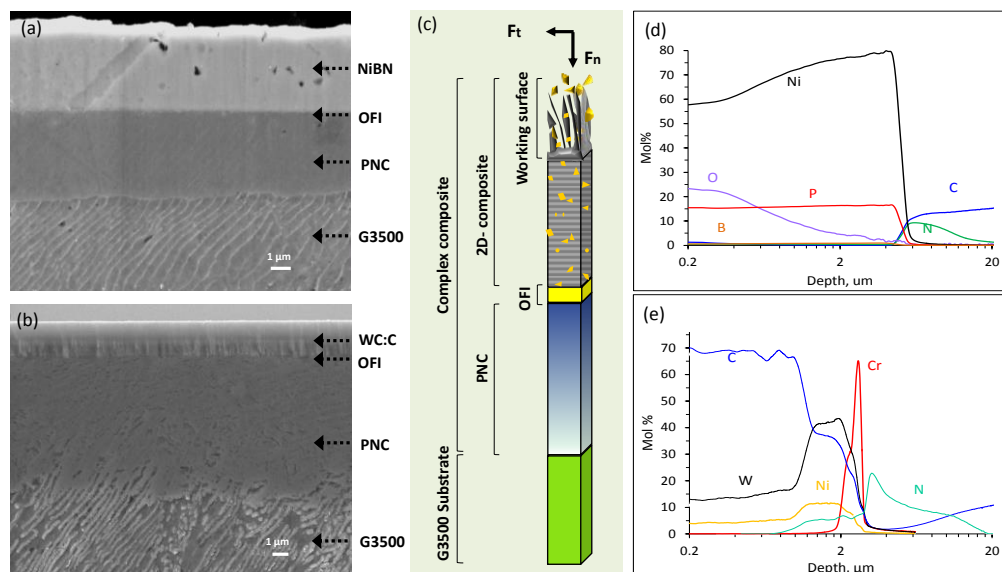 (a)
NiBN
OFI
PNC
G3500
1 µm
(b)
WC:C
OFI
PNC
G3500
1 µm
(c)
Ft
Fn
Working surface
2D- composite
Complex composite
OFI
PNC
G3500 Substrate
(d)
80
70
60
50
40
30
20
10
0
Mol%
Ni
O
P
B
C
N
0.2
2
20
Depth, um
(e)
70
60
50
40
30
20
10
0
Mol %
C
Cr
W
Ni
N
0.2
2
20
Depth, um